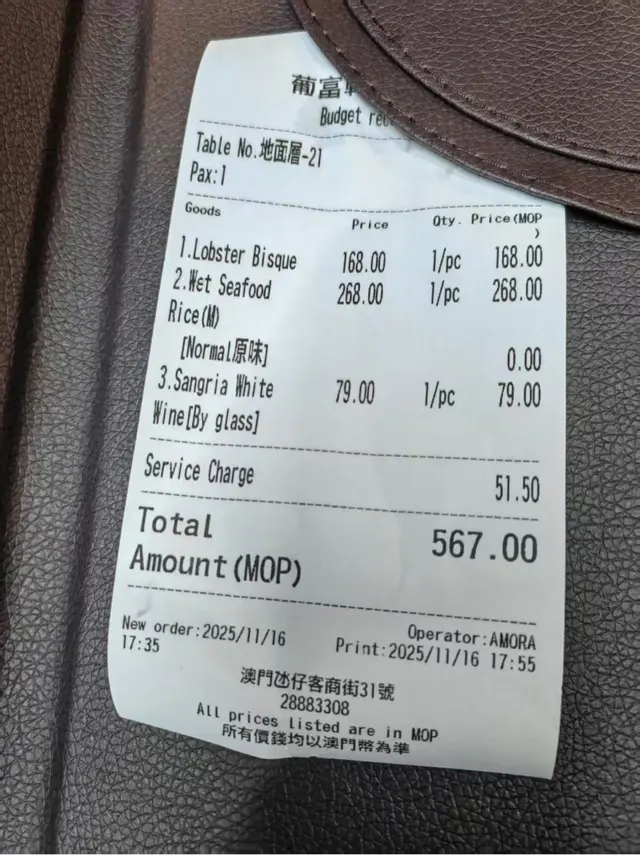 葡富
Budget
Table No.地面層-21
Pax:1
Goods Price Qty. Price(MOP
)
1.Lobster Bisque 168.00 1/pc 168.00
2.Wet Seafood 268.00 1/pc 268.00
Rice(M)
[Normal原味] 0.00
3.Sangria White 79.00 1/pc 79.00
Wine[By glass]
Service Charge 51.50
Total
Amount(MOP) 567.00
New order:2025/11/16 Operator:AMORA
17:35 Print:2025/11/16 17:55
澳門氹仔客商街31號
28883308
All prices listed are in MOP
所有價錢均以澳門幣為準